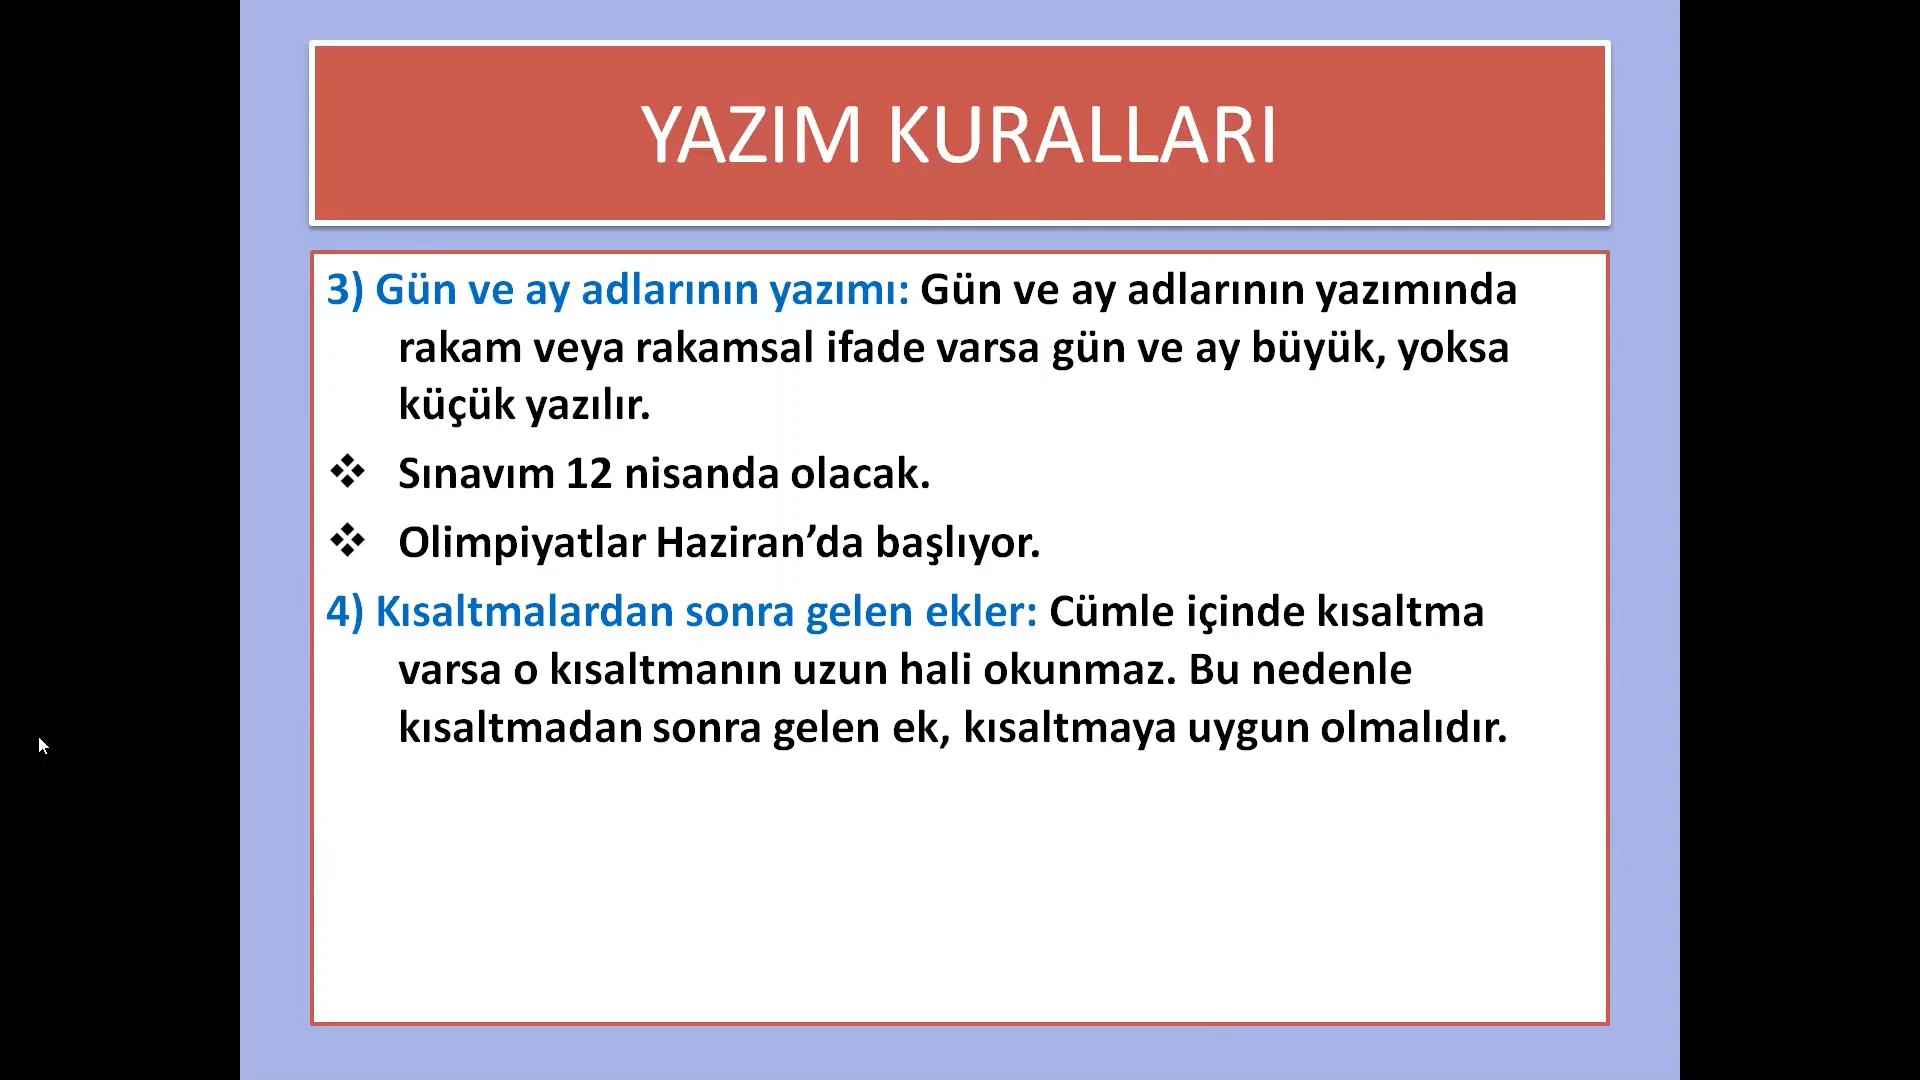 YAZIM KURALLARI
3) Gün ve ay adlarının yazımı: Gün ve ay adlarının yazımında
rakam veya rakamsal ifade varsa gün ve ay büyük, yoksa
küçük yazılır.
❖ Sınavım 12 nisanda olacak.
❖ Olimpiyatlar Haziran’da başlıyor.
4) Kısaltmalardan sonra gelen ekler: Cümle içinde kısaltma
varsa o kısaltmanın uzun hali okunmaz. Bu nedenle
kısaltmadan sonra gelen ek, kısaltmaya uygun olmalıdır.